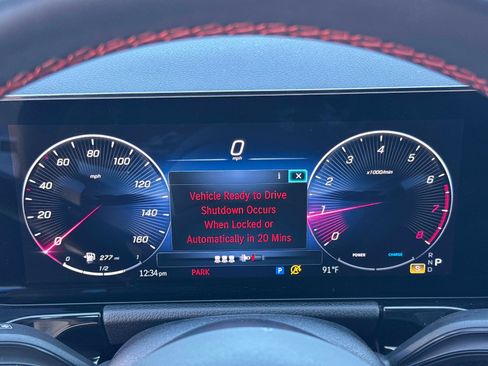 0
mph
i ×
Vehicle Ready to Drive
Shutdown Occurs
When Locked or
Automatically in 20 Mins
60 80 100
40 mph 120
20 140
0 160
0 277 mi 1
1/2
3 4 5
2 x1000/min 6
1 7
0 8
POWER CHARGE
12:34 pm PARK P 91°F
S
R
N
D
P